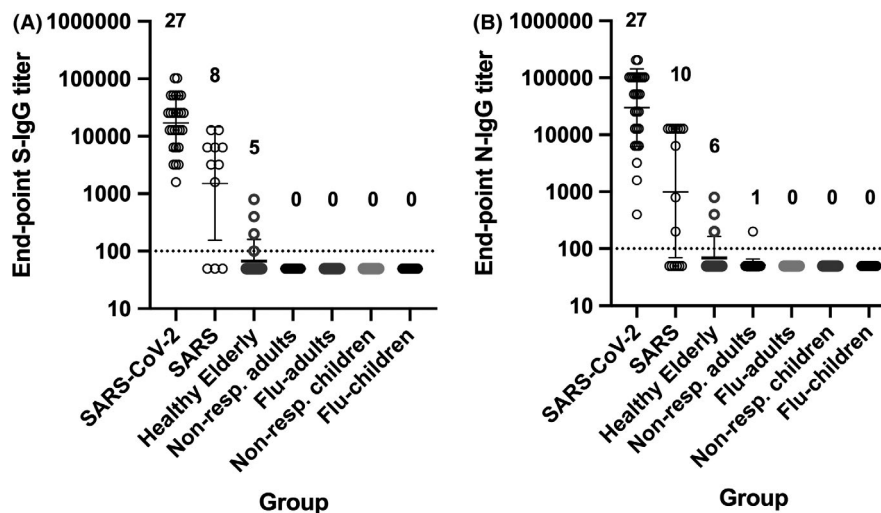 (A)
End-point S-IgG titer
1000000
100000
10000
1000
100
10
27
8
5
0
0
0
0
SARS-CoV-2
SARS
Healthy Elderly
Non-resp. adults
Flu-adults
Non-resp. children
Flu-children
Group
(B)
End-point N-IgG titer
1000000
100000
10000
1000
100
10
27
10
6
1
0
0
0
SARS-CoV-2
SARS
Healthy Elderly
Non-resp. adults
Flu-adults
Non-resp. children
Flu-children
Group